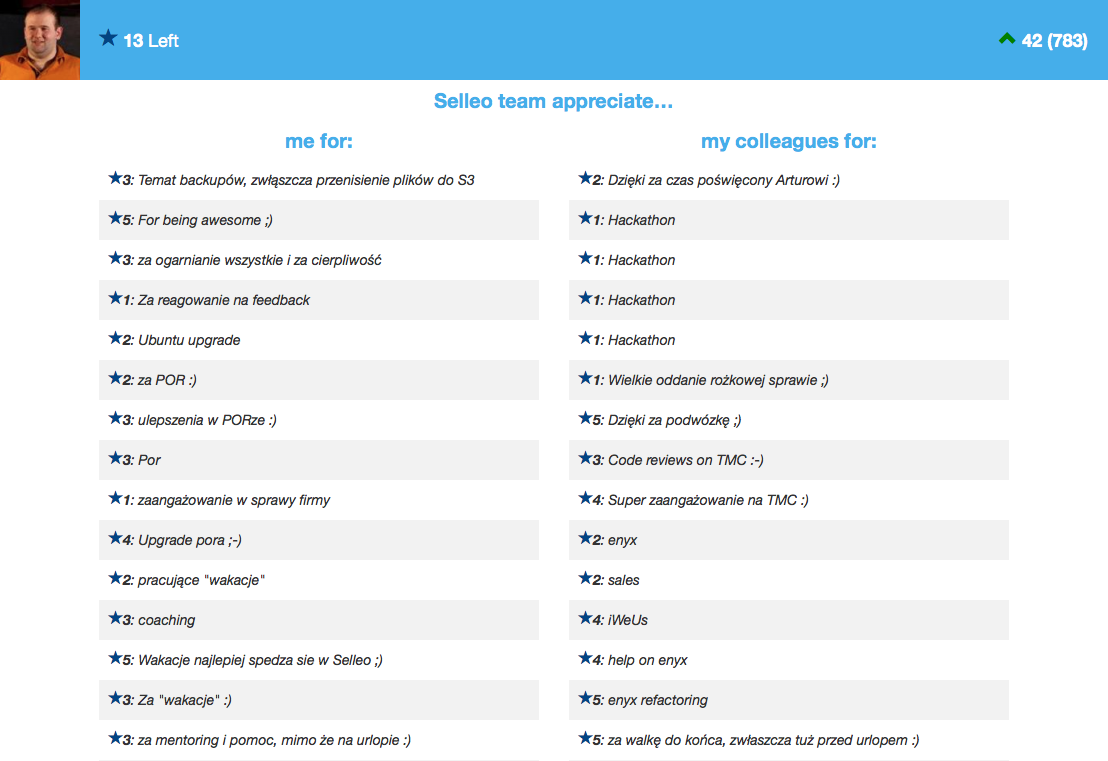 ★ 13 Left
42 (783)
Selleo team appreciate...
me for:
★3: Temat backupów, zwłąszcza przenisienie plików do S3
★5: For being awesome ;)
★3: za ogarnianie wszystkie i za cierpliwość
★1: Za reagowanie na feedback
★2: Ubuntu upgrade
★2: za POR :)
★3: ulepszenia w PORze :)
★3: Por
★1: zaangażowanie w sprawy firmy
★4: Upgrade pora ;-)
★2: pracujące "wakacje"
★3: coaching
★5: Wakacje najlepiej spedza sie w Selleo ;)
★3: Za "wakacje" :)
★3: za mentoring i pomoc, mimo że na urlopie :)
my colleagues for:
★2: Dzięki za czas poświęcony Arturowi :)
★1: Hackathon
★1: Hackathon
★1: Hackathon
★1: Hackathon
★1: Wielkie oddanie rożkowej sprawie ;)
★5: Dzięki za podwózkę ;)
★3: Code reviews on TMC :-)
★4: Super zaangażowanie na TMC :)
★2: enyx
★2: sales
★4: iWeUs
★4: help on enyx
★5: enyx refactoring
★5: za walkę do końca, zwłaszcza tuż przed urlopem :)